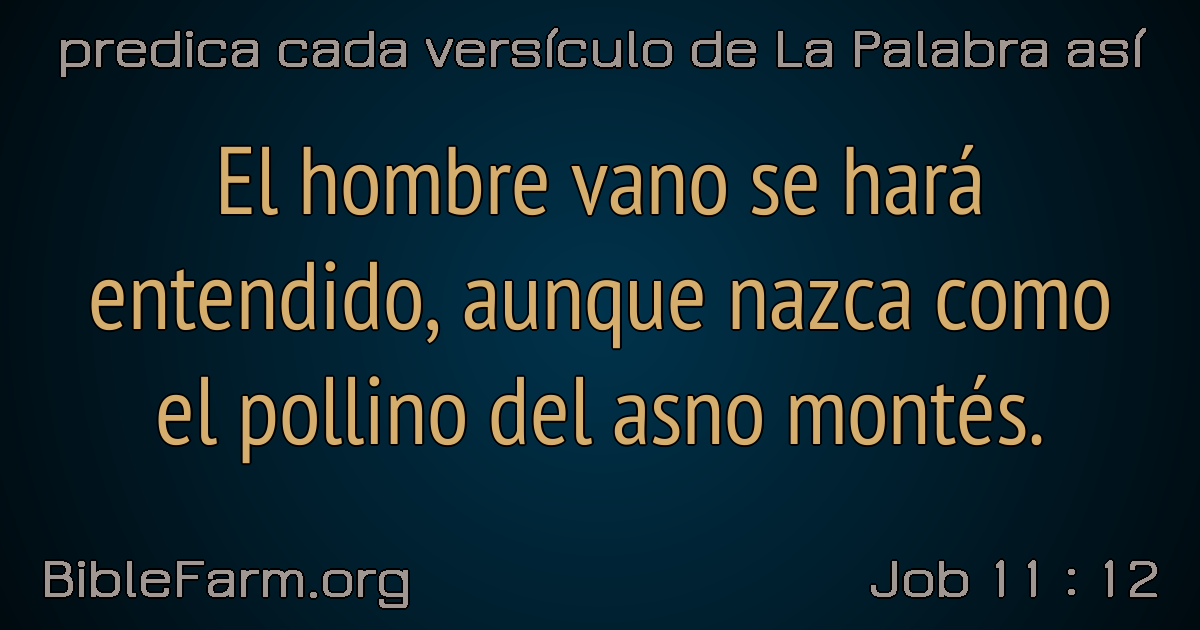 predica cada versículo de La Palabra así
El hombre vano se hará
entendido, aunque nazca como
el pollino del asno montés.
BibleFarm.org
Job 11 : 12